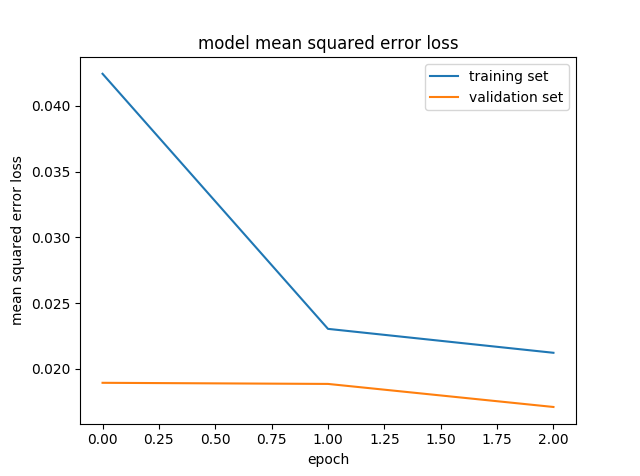 model mean squared error loss
training set
validation set
0.040
0.035
0.030
0.025
0.020
mean squared error loss
0.00 0.25 0.50 0.75 1.00 1.25 1.50 1.75 2.00
epoch